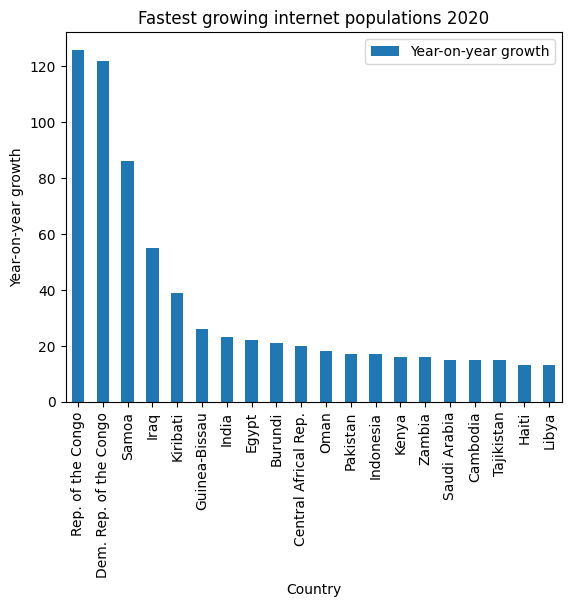 Fastest growing internet populations 2020
Year-on-year growth
Year-on-year growth
120
100
80
60
40
20
0
Rep. of the Congo
Dem. Rep. of the Congo
Samoa
Iraq
Kiribati
Guinea-Bissau
India
Egypt
Burundi
Central Africal Rep.
Oman
Pakistan
Indonesia
Kenya
Zambia
Saudi Arabia
Cambodia
Tajikistan
Haiti
Libya
Country